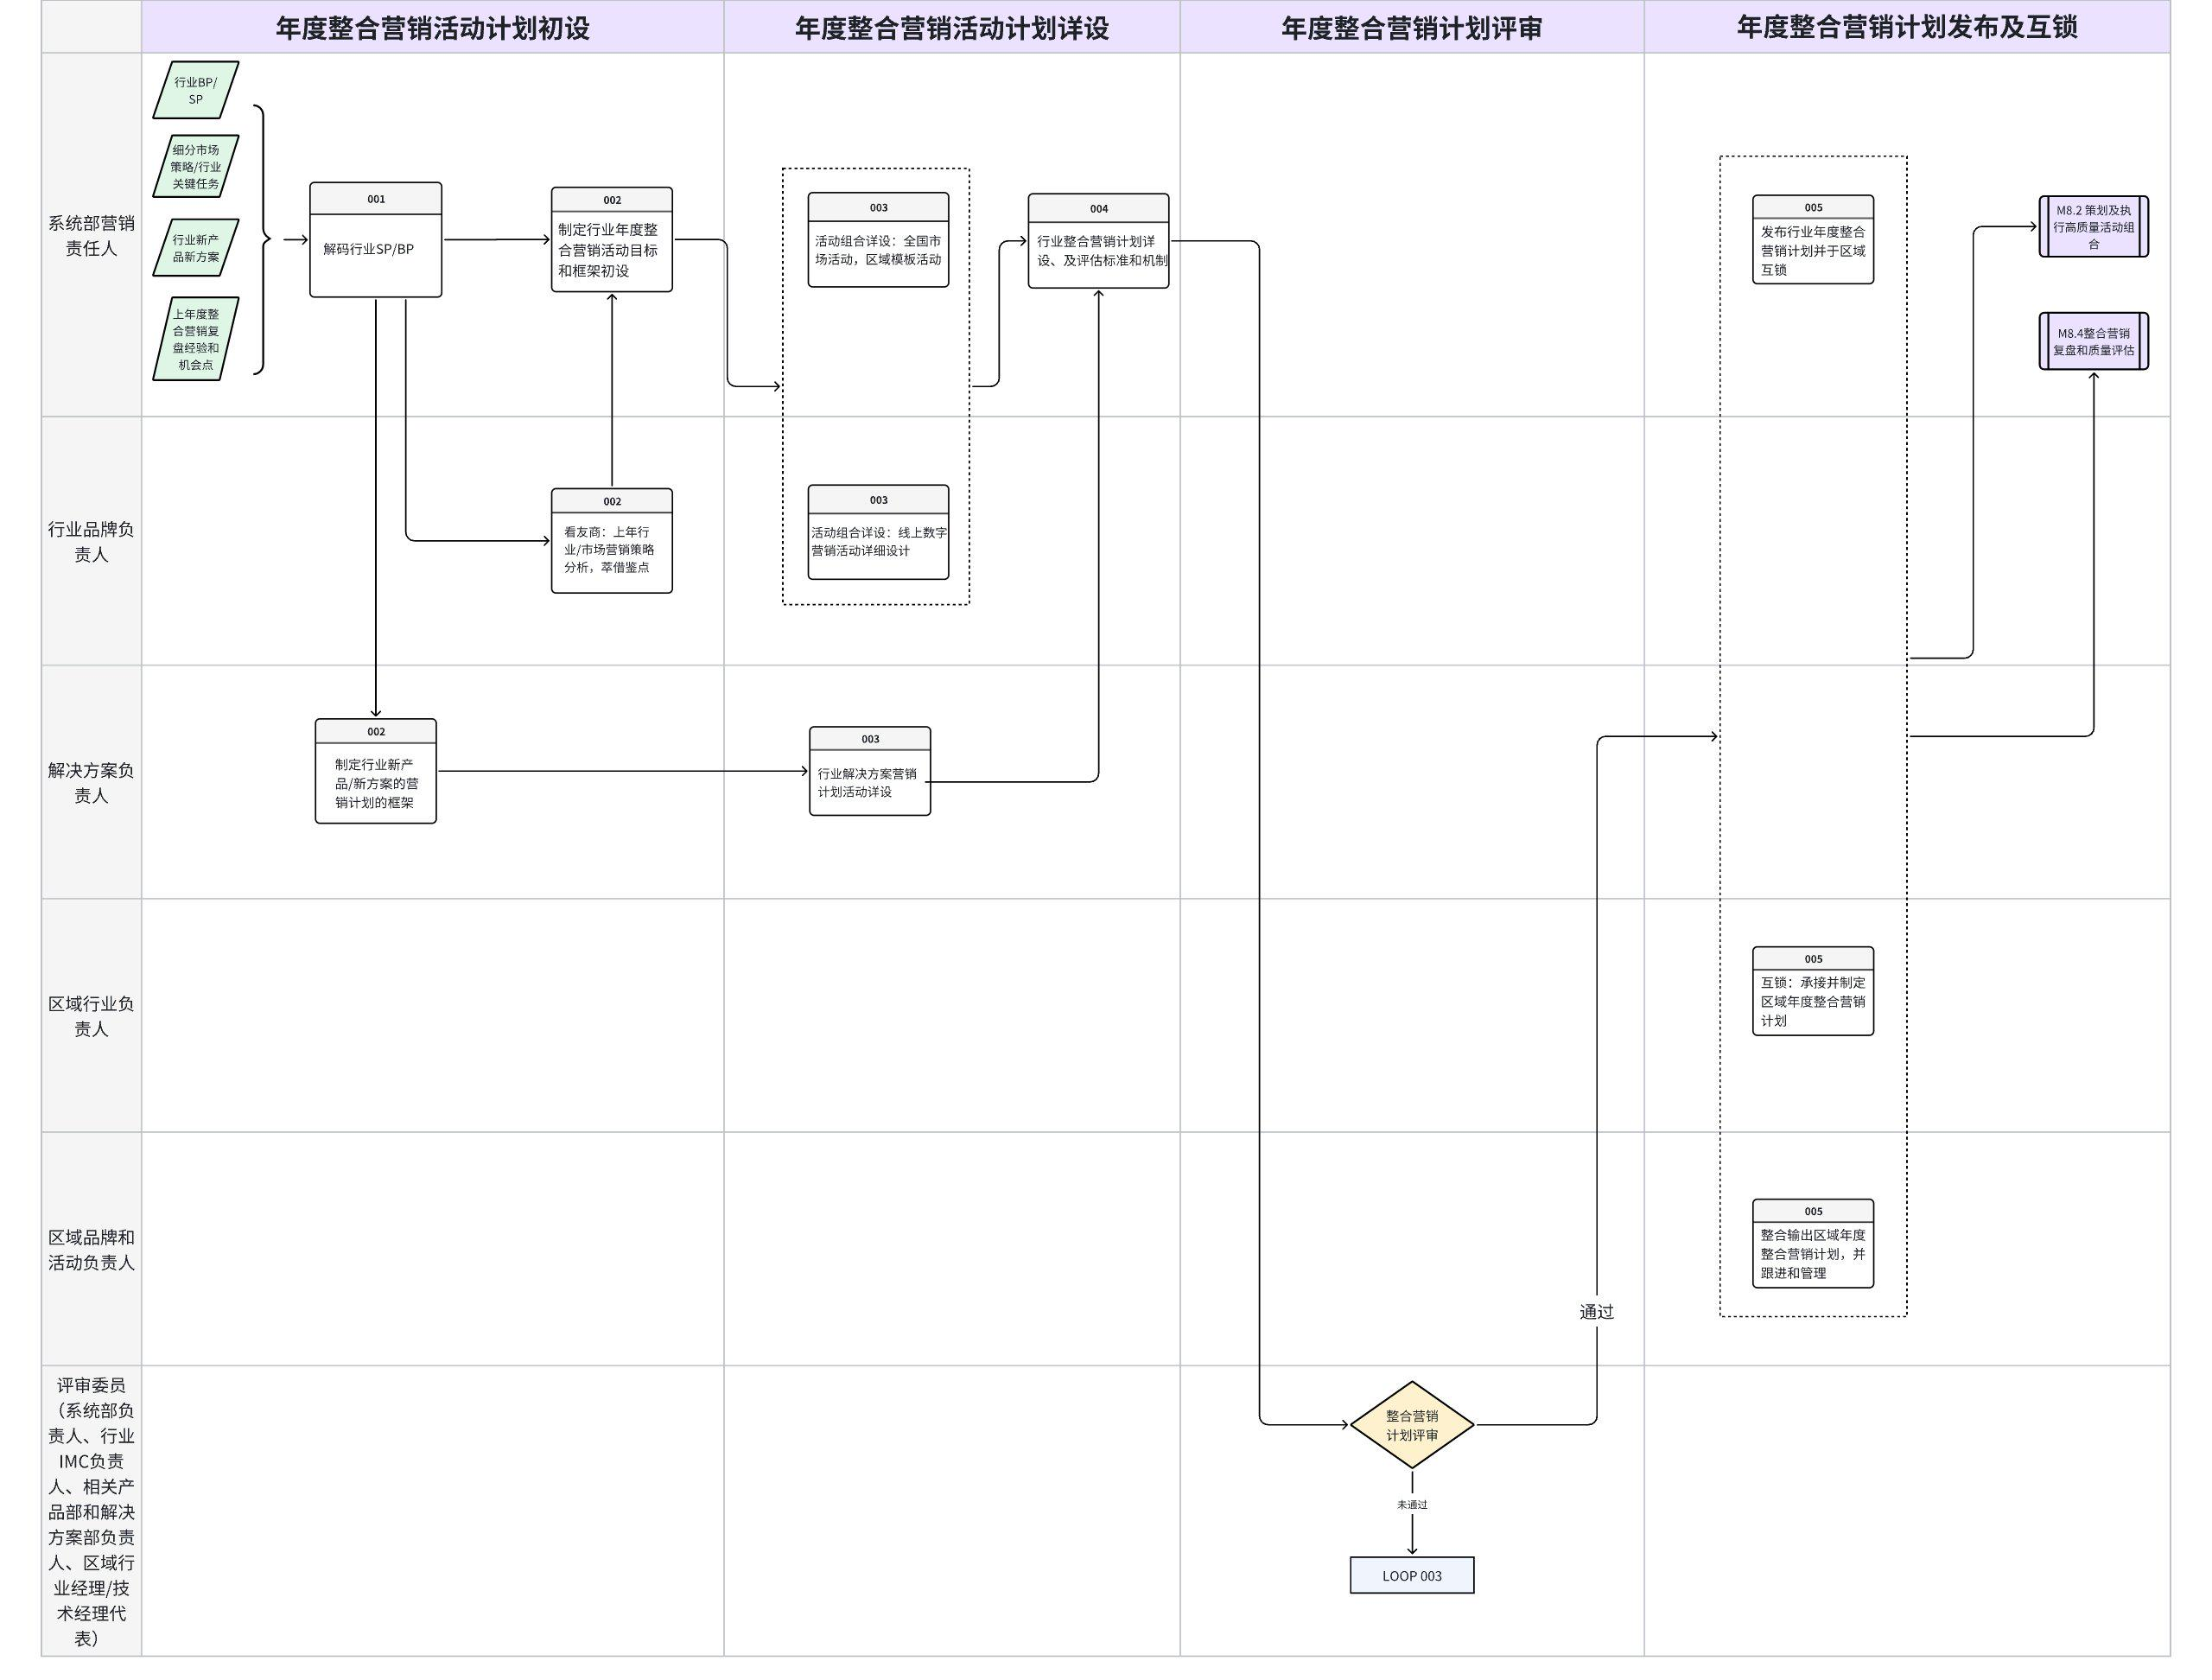 年度整合营销活动计划初设
年度整合营销活动计划详设
年度整合营销计划评审
年度整合营销计划发布及互锁
系统部营销
责任人
行业BP/
SP
细分市场
策略/行业
关键任务
行业新产
品新方案
上年度整
合营销复
盘经验和
机会点
001
解码行业SP/BP
002
制定行业年度整
合营销活动目标
和框架初设
003
活动组合详设：全国市
场活动，区域模板活动
004
行业整合营销计划详
设、及评估标准和机制
005
发布行业年度整合
营销计划并于区域
互锁
M8.2 策划及执
行高质量活动组
合
M8.4整合营销
复盘和质量评估
行业品牌负
责人
002
看友商：上年行
业/市场营销策略
分析，萃借鉴点
003
活动组合详设：线上数字
营销活动详细设计
解决方案负
责人
002
制定行业新产
品/新方案的营
销计划的框架
003
行业解决方案营销
计划活动详设
区域行业负
责人
005
互锁：承接并制定
区域年度整合营销
计划
区域品牌和
活动负责人
005
整合输出区域年度
整合营销计划，并
跟进和管理
通过
评审委员
（系统部负
责人、行业
IMC负责
人、相关产
品部和解决
方案部负责
人、区域行
业经理/技
术经理代
表）
整合营销
计划评审
未通过
LOOP 003